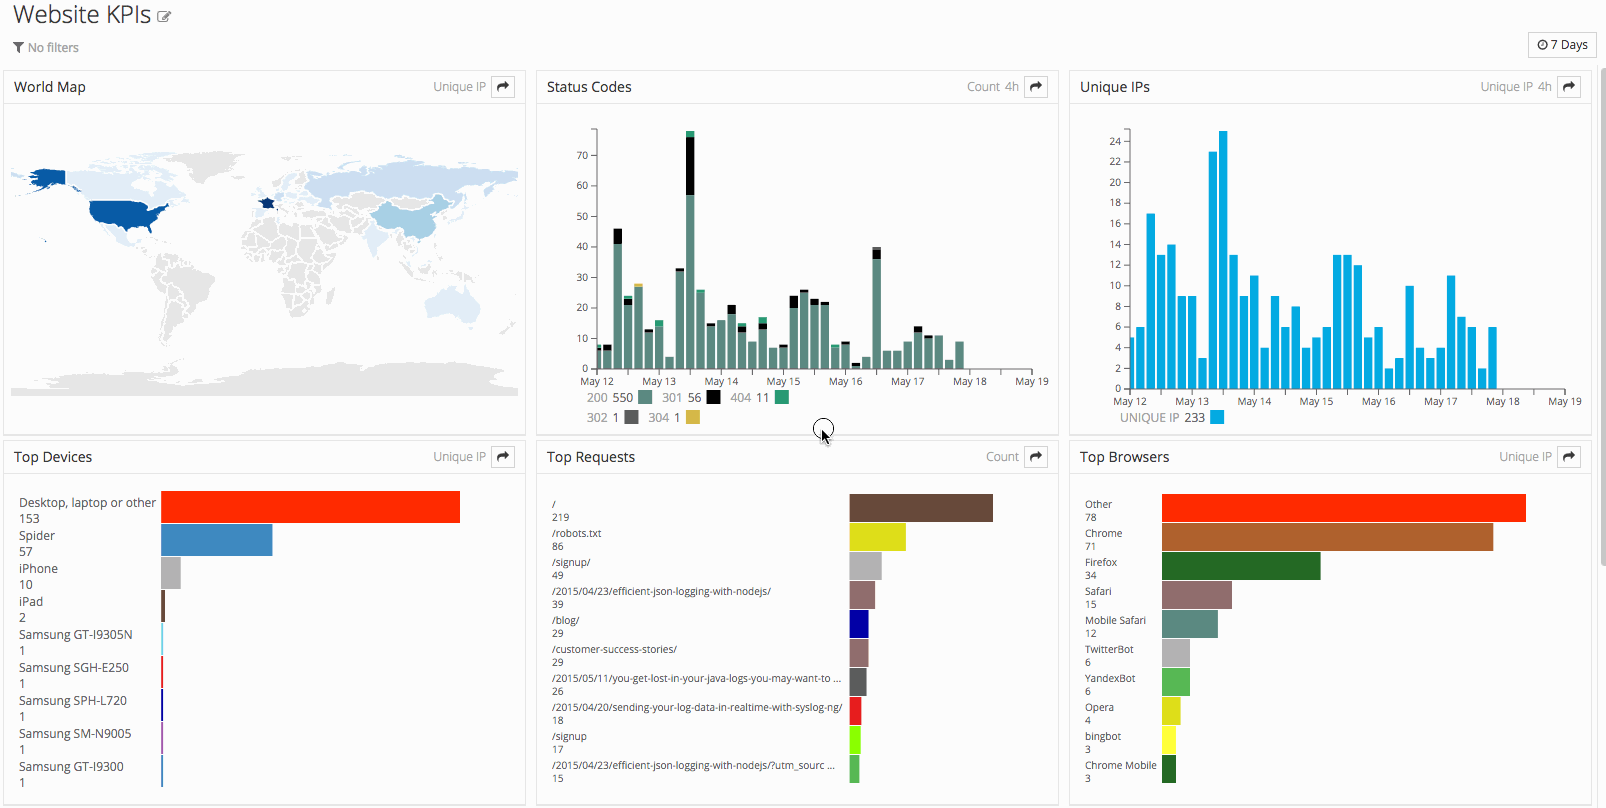 Website KPIs
No filters
7 Days
World Map Unique IP
Status Codes Count 4h
70
60
50
40
30
20
10
0
May 12 May 13 May 14 May 15 May 16 May 17 May 18 May 19
200 550 301 56 404 11
302 1 304 1
Unique IPs Unique IP 4h
24
22
20
18
16
14
12
10
8
6
4
2
0
May 12 May 13 May 14 May 15 May 16 May 17 May 18 May 19
UNIQUE IP 233
Top Devices Unique IP
Desktop, laptop or other
153
Spider
57
iPhone
10
iPad
2
Samsung GT-I9305N
1
Samsung SGH-E250
1
Samsung SPH-L720
1
Samsung SM-N9005
1
Samsung GT-I9300
1
Top Requests Count
/
219
/robots.txt
86
/signup/
49
/2015/04/23/efficient-json-logging-with-nodejs/
39
/blog/
29
/customer-success-stories/
29
/2015/05/11/you-get-lost-in-your-java-logs-you-may-want-to ...
26
/2015/04/20/sending-your-log-data-in-realtime-with-syslog-ng/
18
/signup
17
/2015/04/23/efficient-json-logging-with-nodejs/?utm_sourc ...
15
Top Browsers Unique IP
Other
78
Chrome
71
Firefox
34
Safari
15
Mobile Safari
12
TwitterBot
6
YandexBot
6
Opera
4
bingbot
3
Chrome Mobile
3